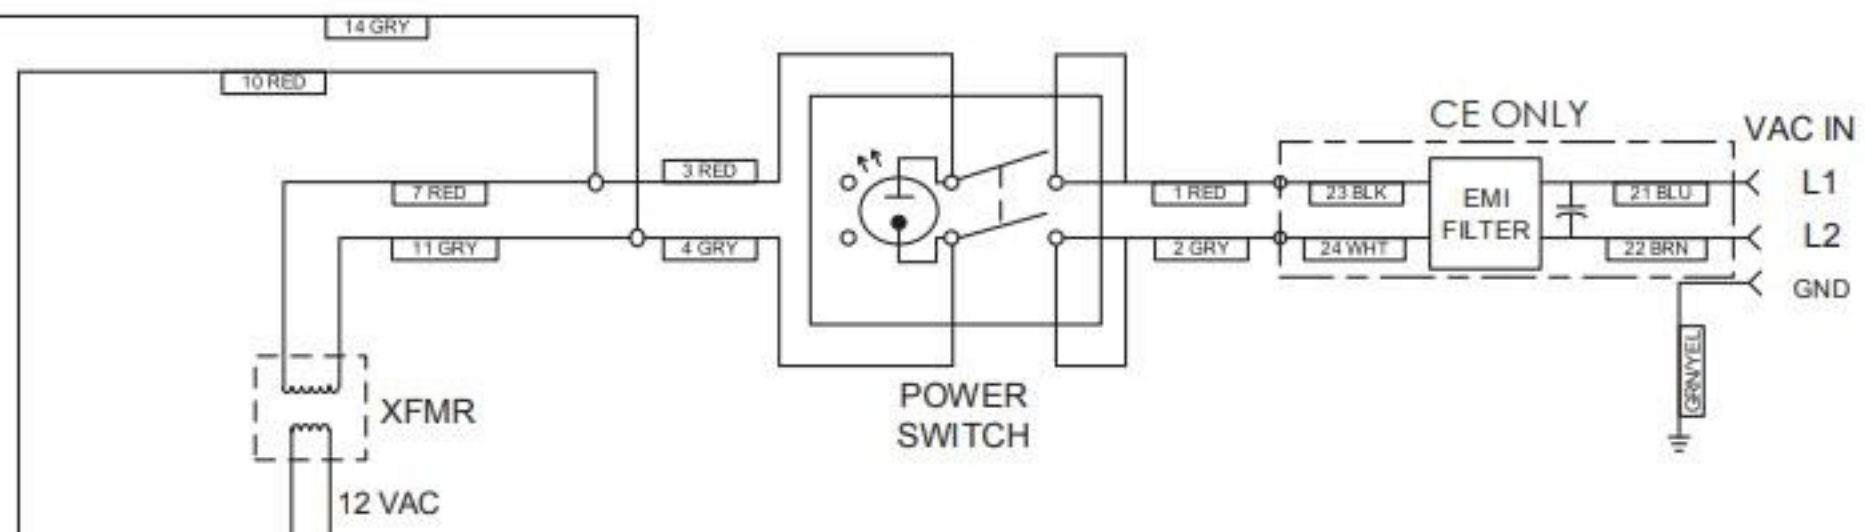 14 GRY
10 RED
CE ONLY
VAC IN
3 RED
7 RED
1 RED
23 BLK
EMI
FILTER
21 BLU
L1
11 GRY
4 GRY
2 GRY
24 WHT
22 BRN
L2
GND
GRN/YEL
POWER
SWITCH
XFMR
12 VAC